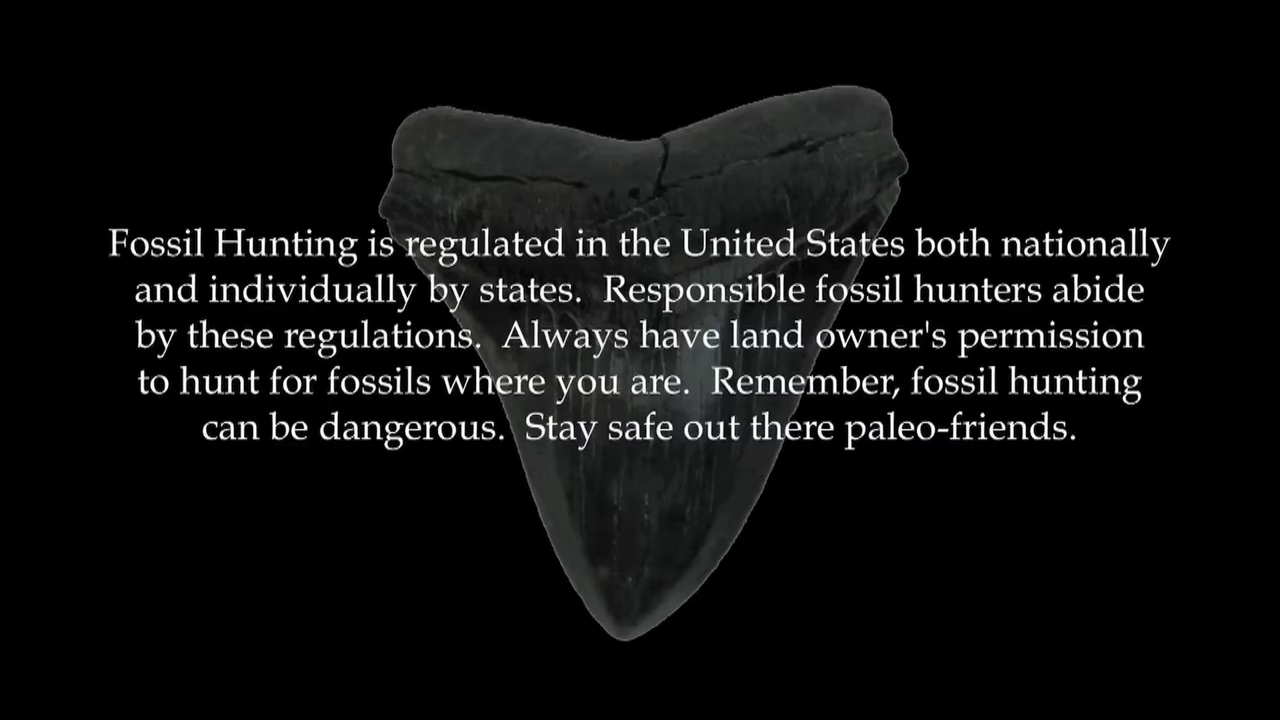 Fossil Hunting is regulated in the United States both nationally
and individually by states.  Responsible fossil hunters abide
by these regulations.  Always have land owner's permission
to hunt for fossils where you are.  Remember, fossil hunting
can be dangerous.  Stay safe out there paleo-friends.